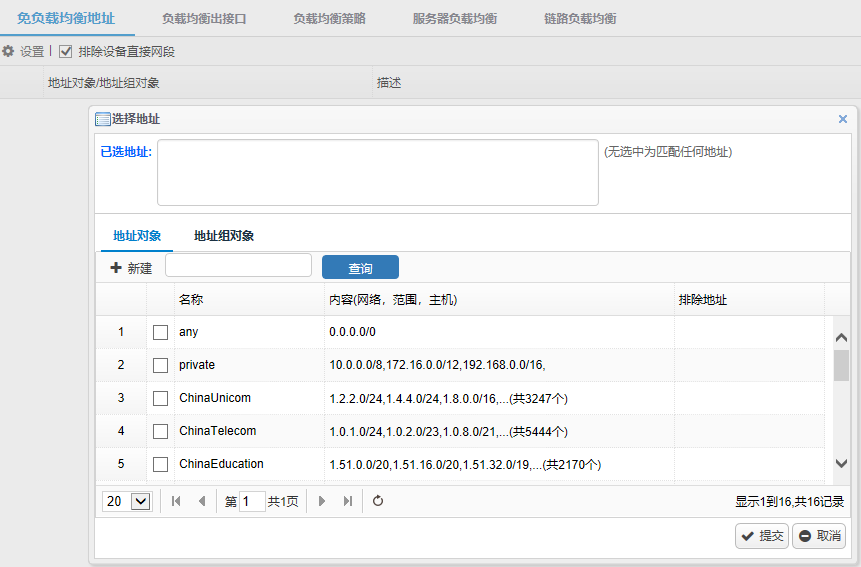 免负载均衡地址 负载均衡出接口 负载均衡策略 服务器负载均衡 链路负载均衡
设置 | 排除设备直接网段
地址对象/地址组对象 描述
选择地址
已选地址: (无选中为匹配任何地址)
地址对象 地址组对象
新建 查询
名称 内容(网络，范围，主机) 排除地址
1 any 0.0.0.0/0
2 private 10.0.0.0/8,172.16.0.0/12,192.168.0.0/16,
3 ChinaUnicom 1.2.2.0/24,1.4.4.0/24,1.8.0.0/16,...(共3247个)
4 ChinaTelecom 1.0.1.0/24,1.0.2.0/23,1.0.8.0/21,...(共5444个)
5 ChinaEducation 1.51.0.0/20,1.51.16.0/20,1.51.32.0/19,...(共2170个)
20 第 1 共1页 显示1到16,共16记录
提交 取消